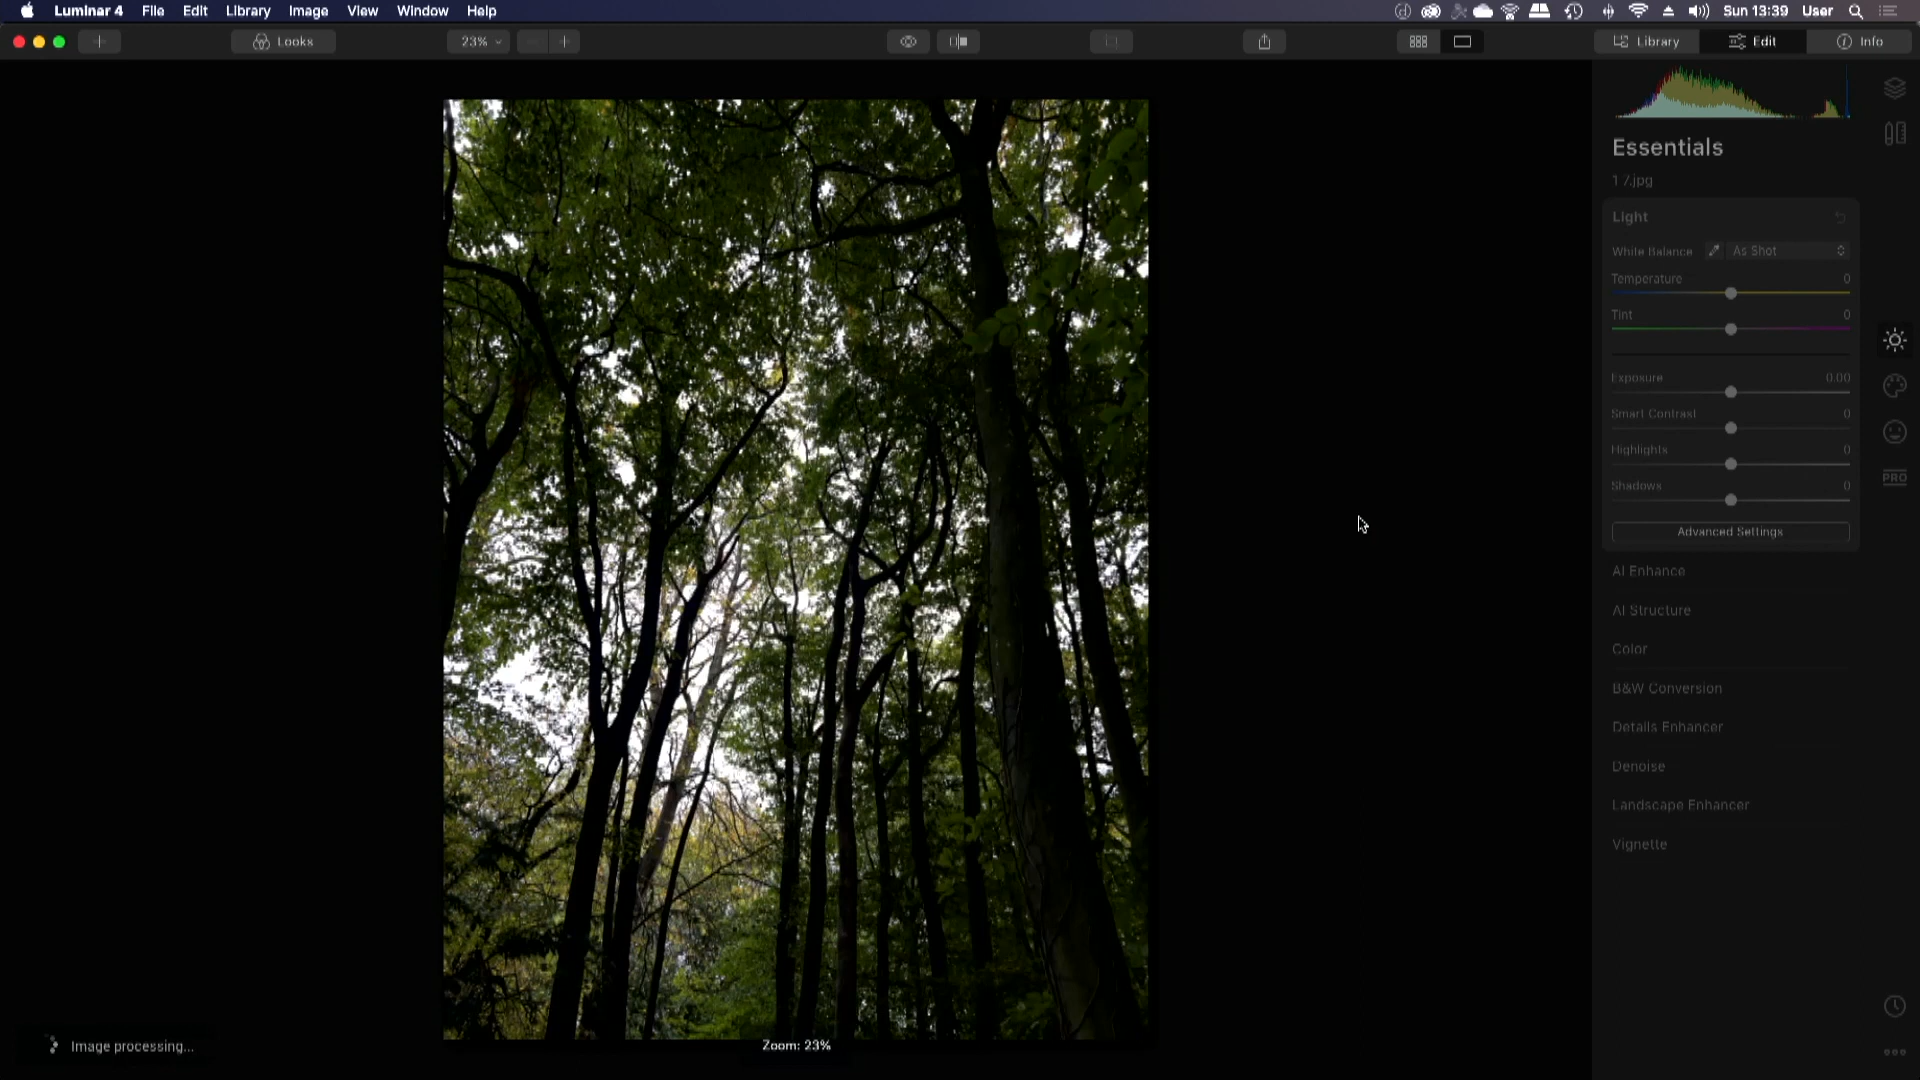 Luminar 4 File Edit Library Image View Window Help Sun 13:39 User
Looks 23% Library Edit Info
Essentials
1 7.jpg
Light
White Balance As Shot
Temperature 0
Tint 0
Exposure 0.00
Smart Contrast 0
Highlights 0
Shadows 0
Advanced Settings
AI Enhance
AI Structure
Color
B&W Conversion
Details Enhancer
Denoise
Landscape Enhancer
Vignette
PRO
Image processing...
Zoom: 23%